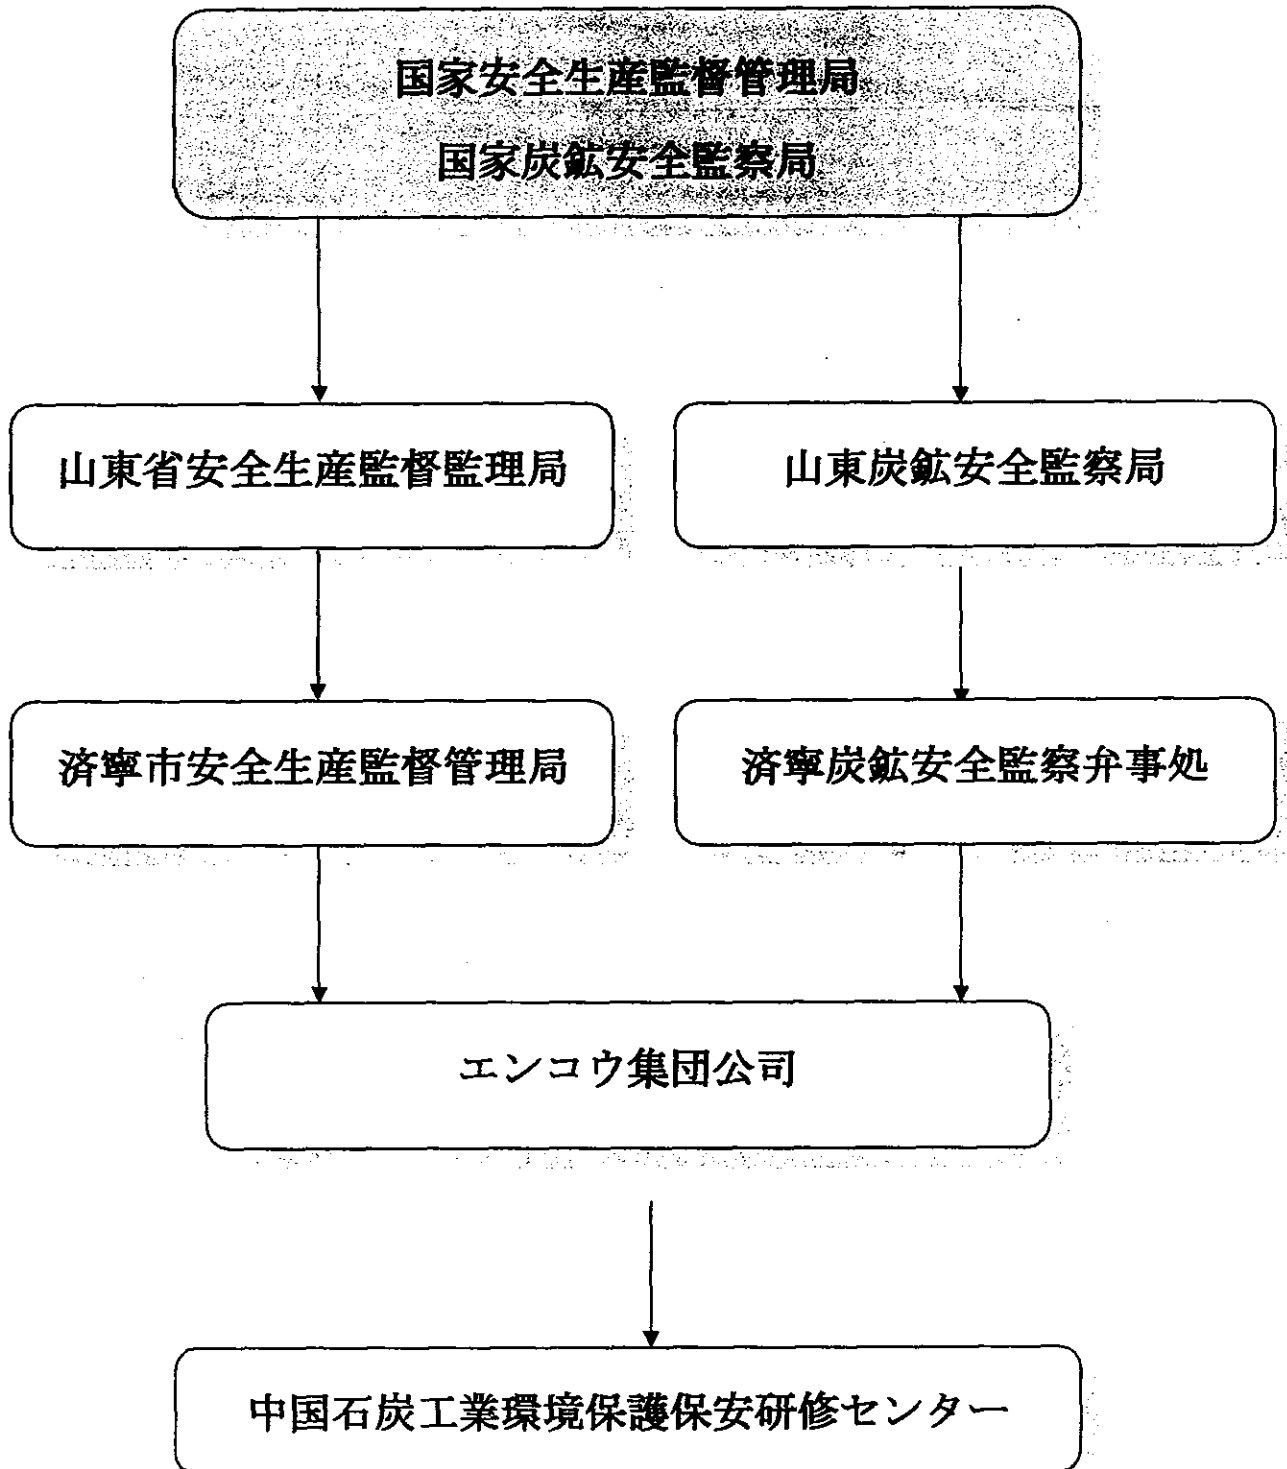 国家安全生産監督管理局
国家炭鉱安全監察局
山東省安全生産監督監理局
山東炭鉱安全監察局
済寧市安全生産監督管理局
済寧炭鉱安全監察弁事処
エンコウ集団公司
中国石炭工業環境保護保安研修センター